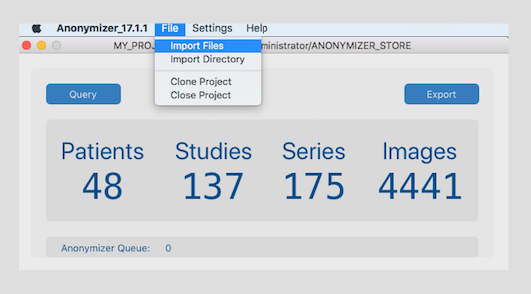 Anonymizer_17.1.1 File Settings Help
MY_PRO ministrator/ANONYMIZER_STORE
Import Files
Import Directory
Clone Project
Close Project
Query Export
Patients Studies Series Images
48 137 175 4441
Anonymizer Queue: 0